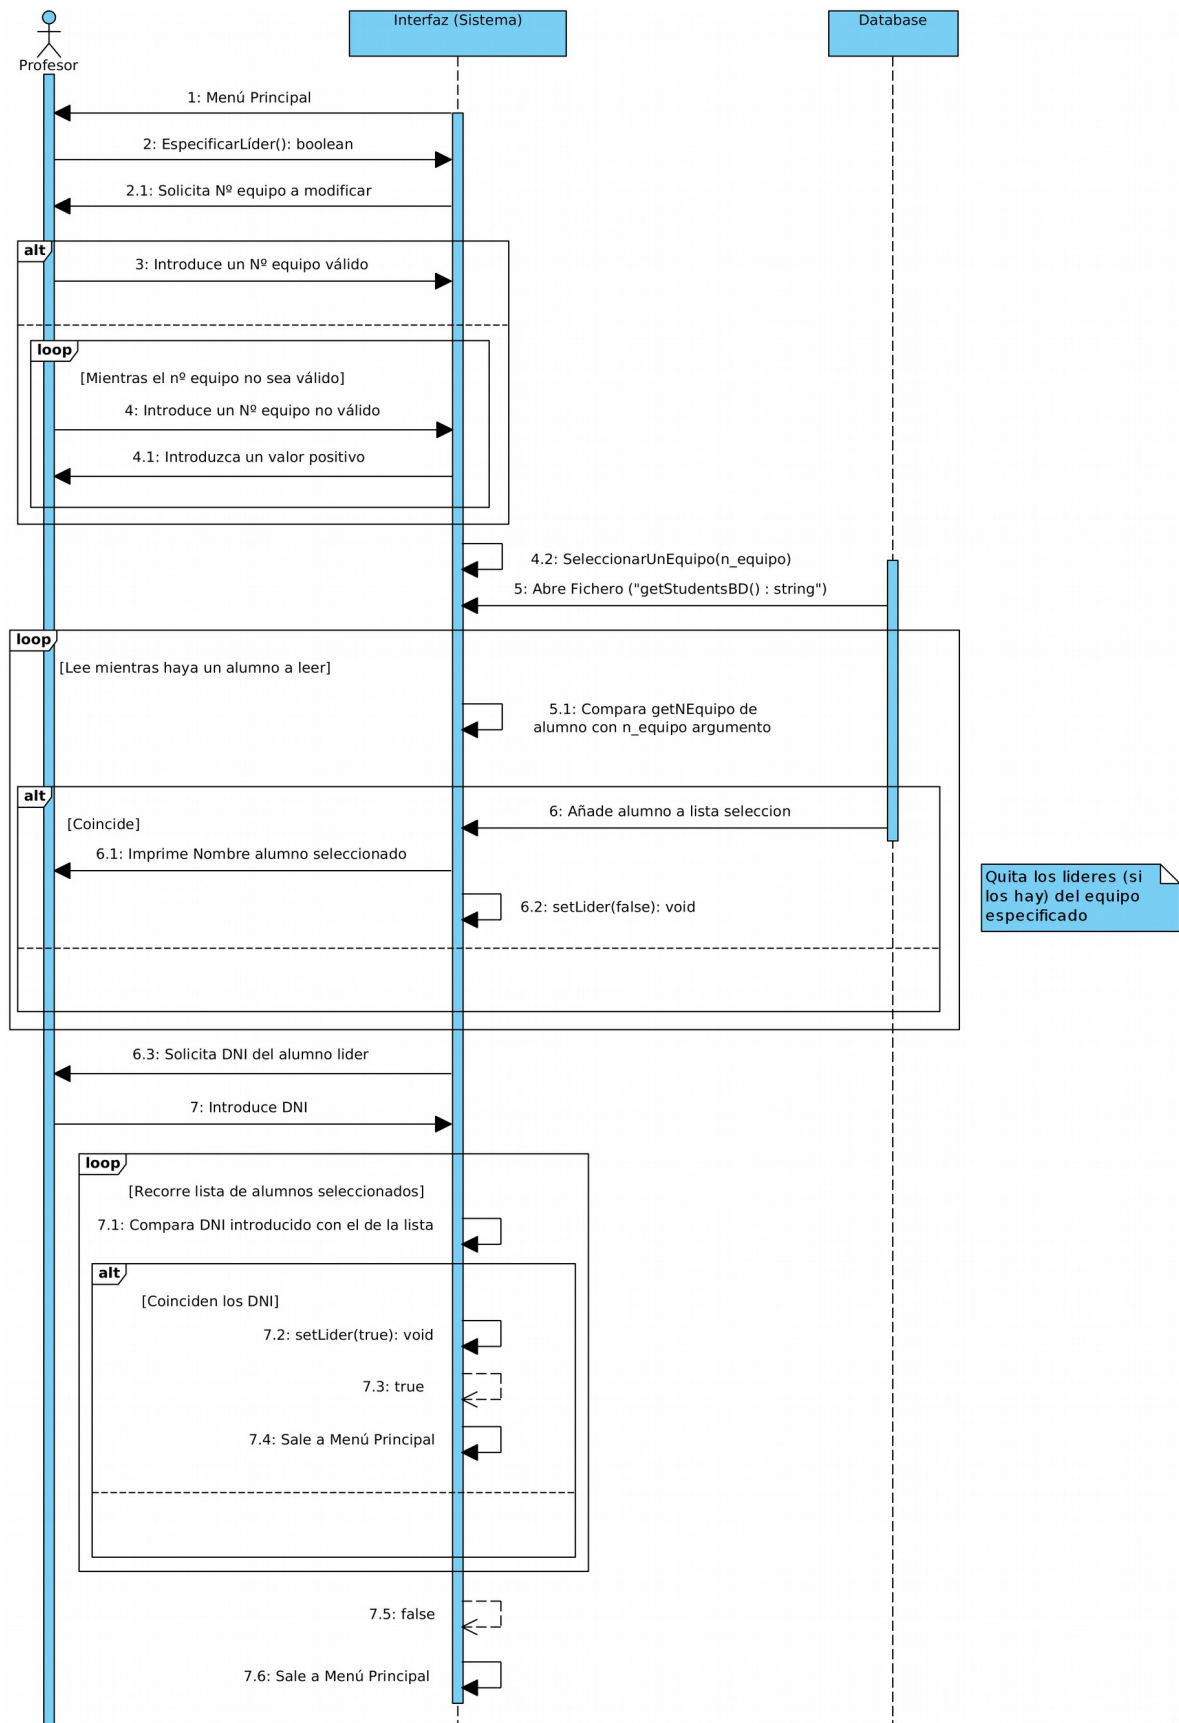 Interfaz (Sistema)
Database
Profesor
1: Menú Principal
2: EspecificarLíder(): boolean
2.1: Solicita Nº equipo a modificar
alt
3: Introduce un Nº equipo válido
loop
[Mientras el nº equipo no sea válido]
4: Introduce un Nº equipo no válido
4.1: Introduzca un valor positivo
4.2: SeleccionarUnEquipo(n_equipo)
5: Abre Fichero ("getStudentsBD() : string")
loop
[Lee mientras haya un alumno a leer]
5.1: Compara getNEquipo de
alumno con n_equipo argumento
alt
6: Añade alumno a lista seleccion
[Coincide]
6.1: Imprime Nombre alumno seleccionado
Quita los lideres (si
los hay) del equipo
especificado
6.2: setLider(false): void
6.3: Solicita DNI del alumno lider
7: Introduce DNI
loop
[Recorre lista de alumnos seleccionados]
7.1: Compara DNI introducido con el de la lista
alt
[Coinciden los DNI]
7.2: setLider(true): void
7.3: true
7.4: Sale a Menú Principal
7.5: false
7.6: Sale a Menú Principal